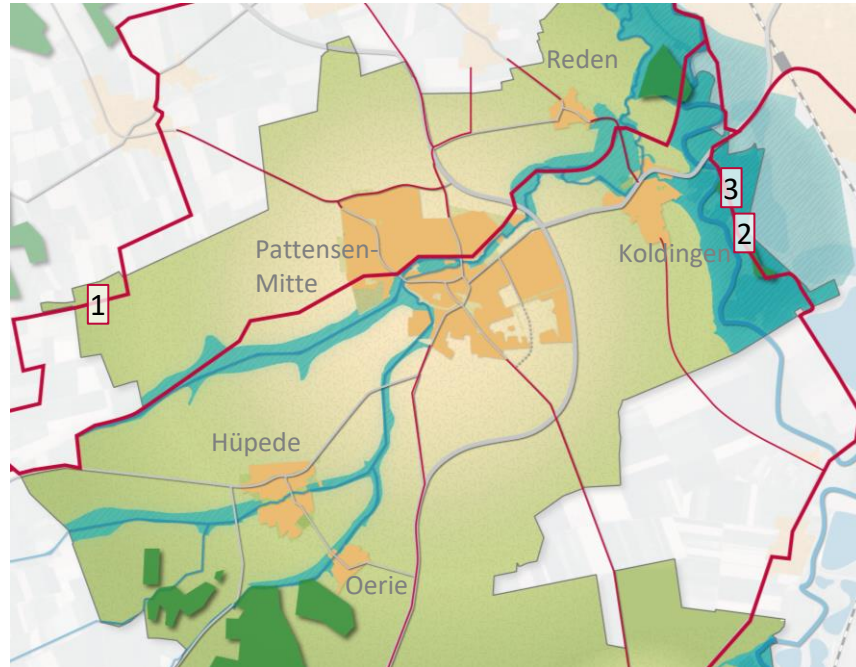 Reden
3
Koldingen
2
Pattensen-
Mitte
1
Hüpede
Oerie